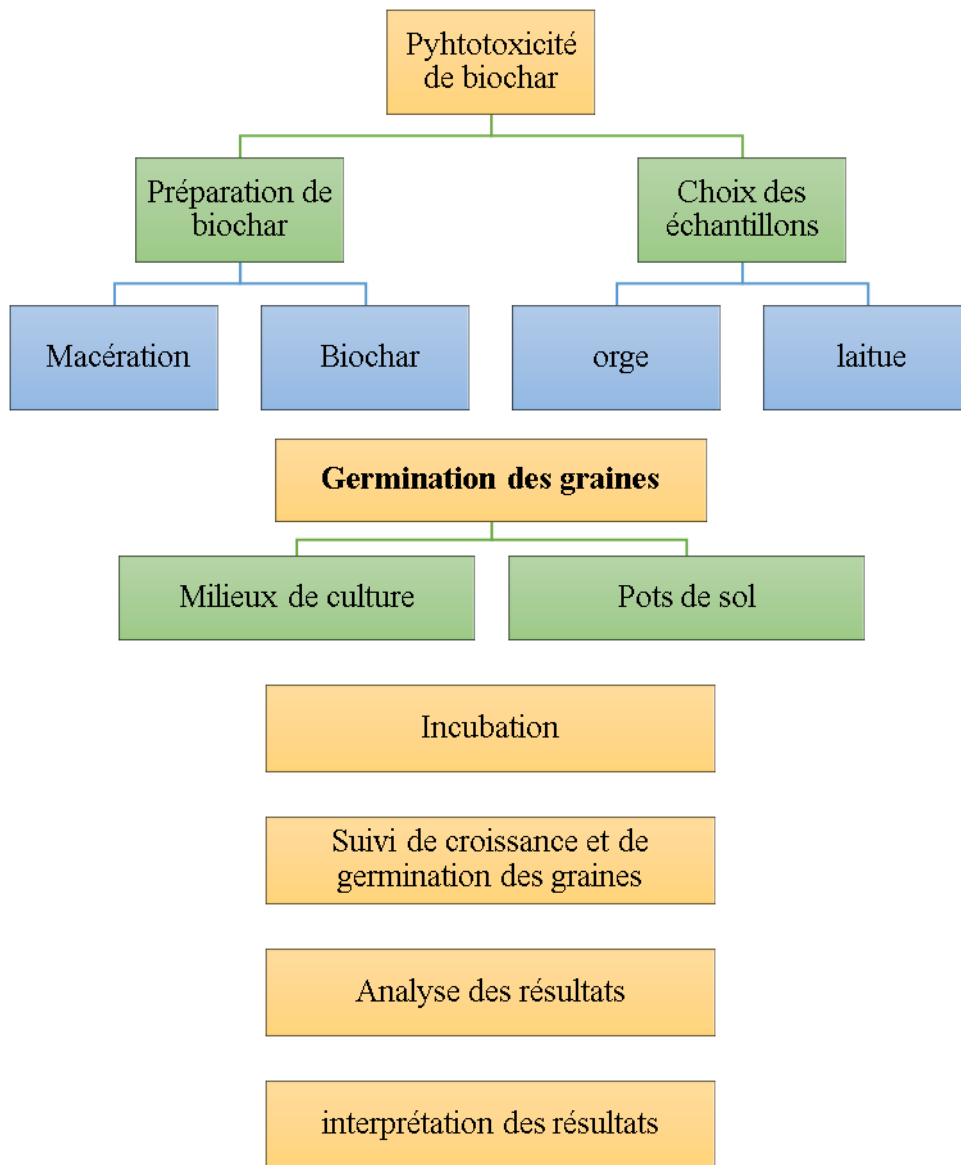 Pyhtotoxicité
de biochar
Préparation de
biochar
Choix des
échantillons
Macération
Biochar
orge
laitue
Germination des graines
Milieux de culture
Pots de sol
Incubation
Suivi de croissance et de
germination des graines
Analyse des résultats
interprétation des résultats